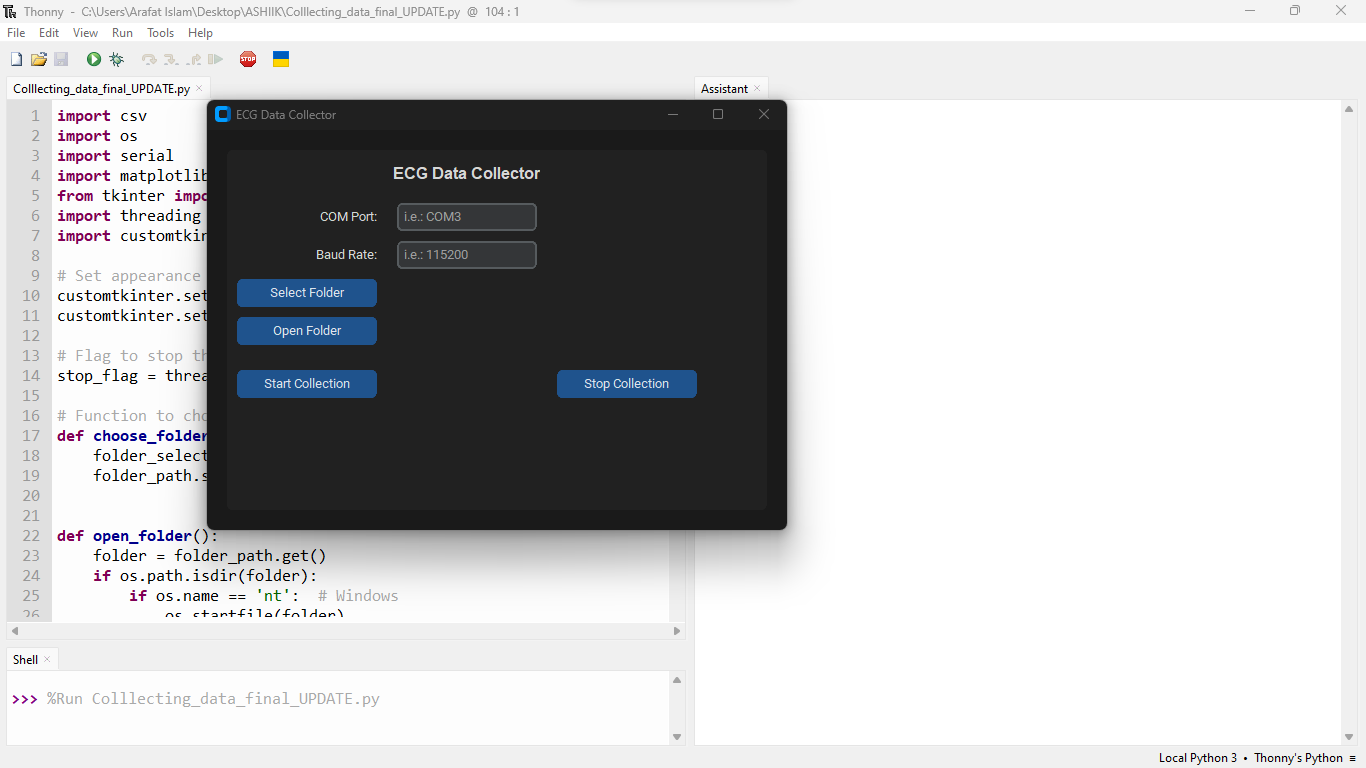 Thonny - C:\Users\Arafat Islam\Desktop\ASHIIK\Colllecting_data_final_UPDATE.py @ 104 : 1
File Edit View Run Tools Help
STOP
Colllecting_data_final_UPDATE.py ×
Assistant ×
1 import csv
2 import os
3 import serial
4 import matplotlib
5 from tkinter impo
6 import threading
7 import customtkin
8
9 # Set appearance
10 customtkinter.set
11 customtkinter.set
12
13 # Flag to stop th
14 stop_flag = threa
15
16 # Function to cho
17 def choose_folder
18 folder_select
19 folder_path.s
20
21
22 def open_folder():
23 folder = folder_path.get()
24 if os.path.isdir(folder):
25 if os.name == 'nt': # Windows
26 os.startfile(folder)
ECG Data Collector
ECG Data Collector
COM Port: i.e.: COM3
Baud Rate: i.e.: 115200
Select Folder
Open Folder
Start Collection Stop Collection
Shell ×
>>> %Run Colllecting_data_final_UPDATE.py
Local Python 3 • Thonny's Python ≡